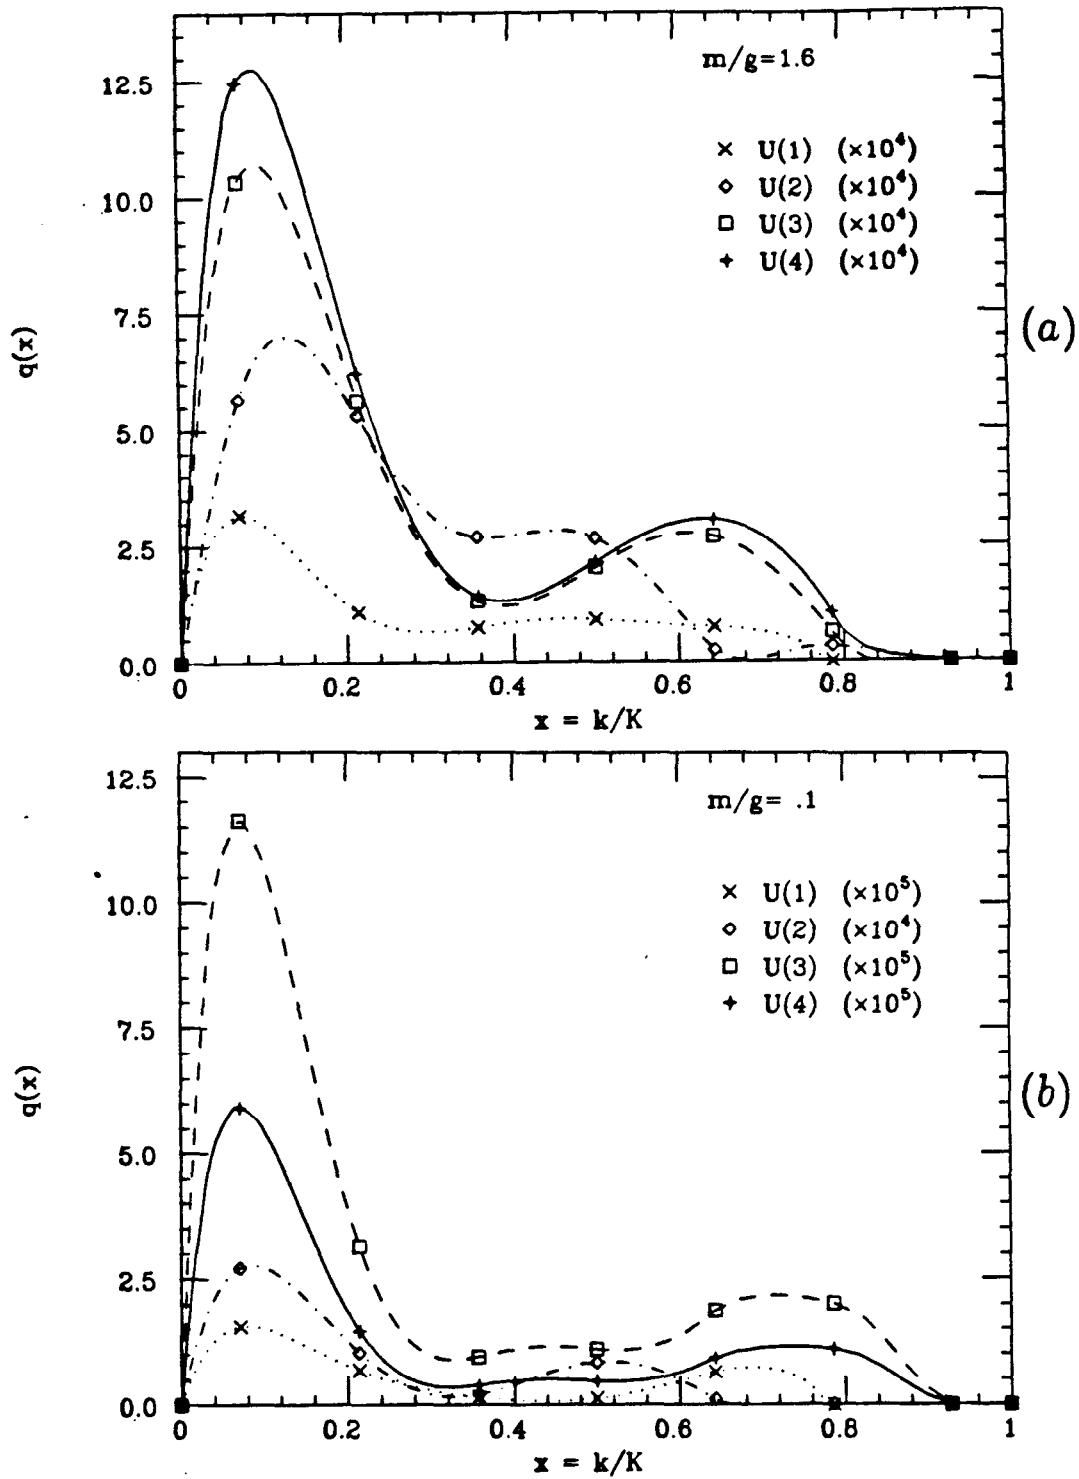 m/g=1.6
12.5
10.0
7.5
5.0
2.5
0.0
q(x)
× U(1) (×10⁴)
◇ U(2) (×10⁴)
□ U(3) (×10⁴)
+ U(4) (×10⁴)
(a)
0 0.2 0.4 0.6 0.8 1
x = k/K
m/g= .1
12.5
10.0
7.5
5.0
2.5
0.0
q(x)
× U(1) (×10⁵)
◇ U(2) (×10⁴)
□ U(3) (×10⁵)
+ U(4) (×10⁵)
(b)
0 0.2 0.4 0.6 0.8 1
x = k/K